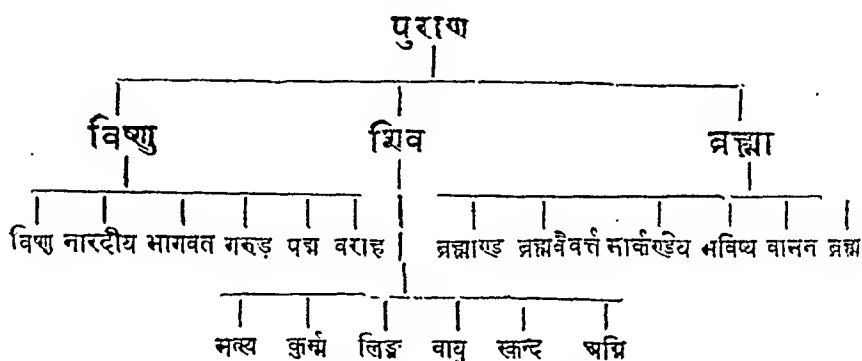 पुराण
विष्णु शिव ब्रह्मा
विष्णु नारदीय भागवत गरुड़ पद्म वराह ब्रह्माण्ड ब्रह्मवैवर्त्त मार्कण्डेय भविष्य वामन ब्रह्म
मत्स्य कुर्म्म लिङ्ग वायु स्कन्द अग्नि